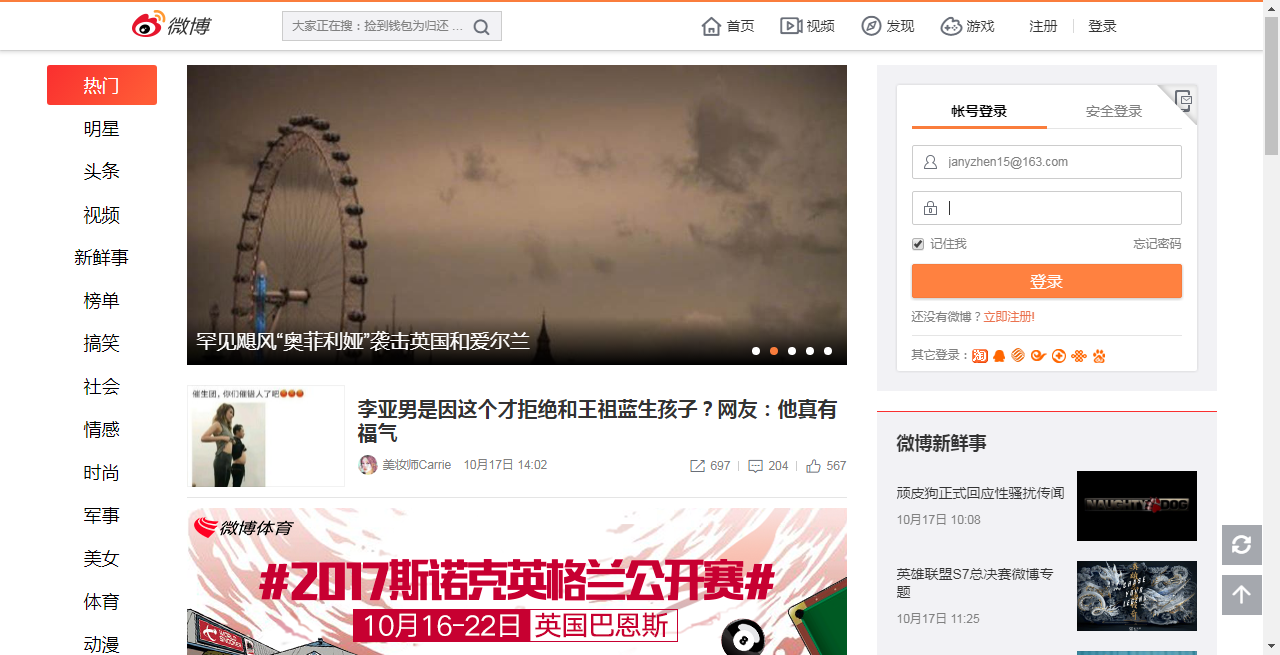 微博
大家正在搜：捡到钱包为归还 ...
首页
视频
发现
游戏
注册
登录
热门
明星
头条
视频
新鲜事
榜单
搞笑
社会
情感
时尚
军事
美女
体育
动漫
罕见飓风“奥菲利娅”袭击英国和爱尔兰
催生团，你们催错人了吧
李亚男是因这个才拒绝和王祖蓝生孩子？网友：他真有
福气
美妆师Carrie 10月17日 14:02
697
204
567
微博体育
#2017斯诺克英格兰公开赛#
10月16-22日 英国巴恩斯
WORLD SNOOKER
8
帐号登录
安全登录
janyzhen15@163.com
记住我
忘记密码
登录
还没有微博？立即注册!
其它登录：
淘
微博新鲜事
顽皮狗正式回应性骚扰传闻
10月17日 10:08
NAUGHTY DOG
英雄联盟S7总决赛微博专
题
10月17日 11:25